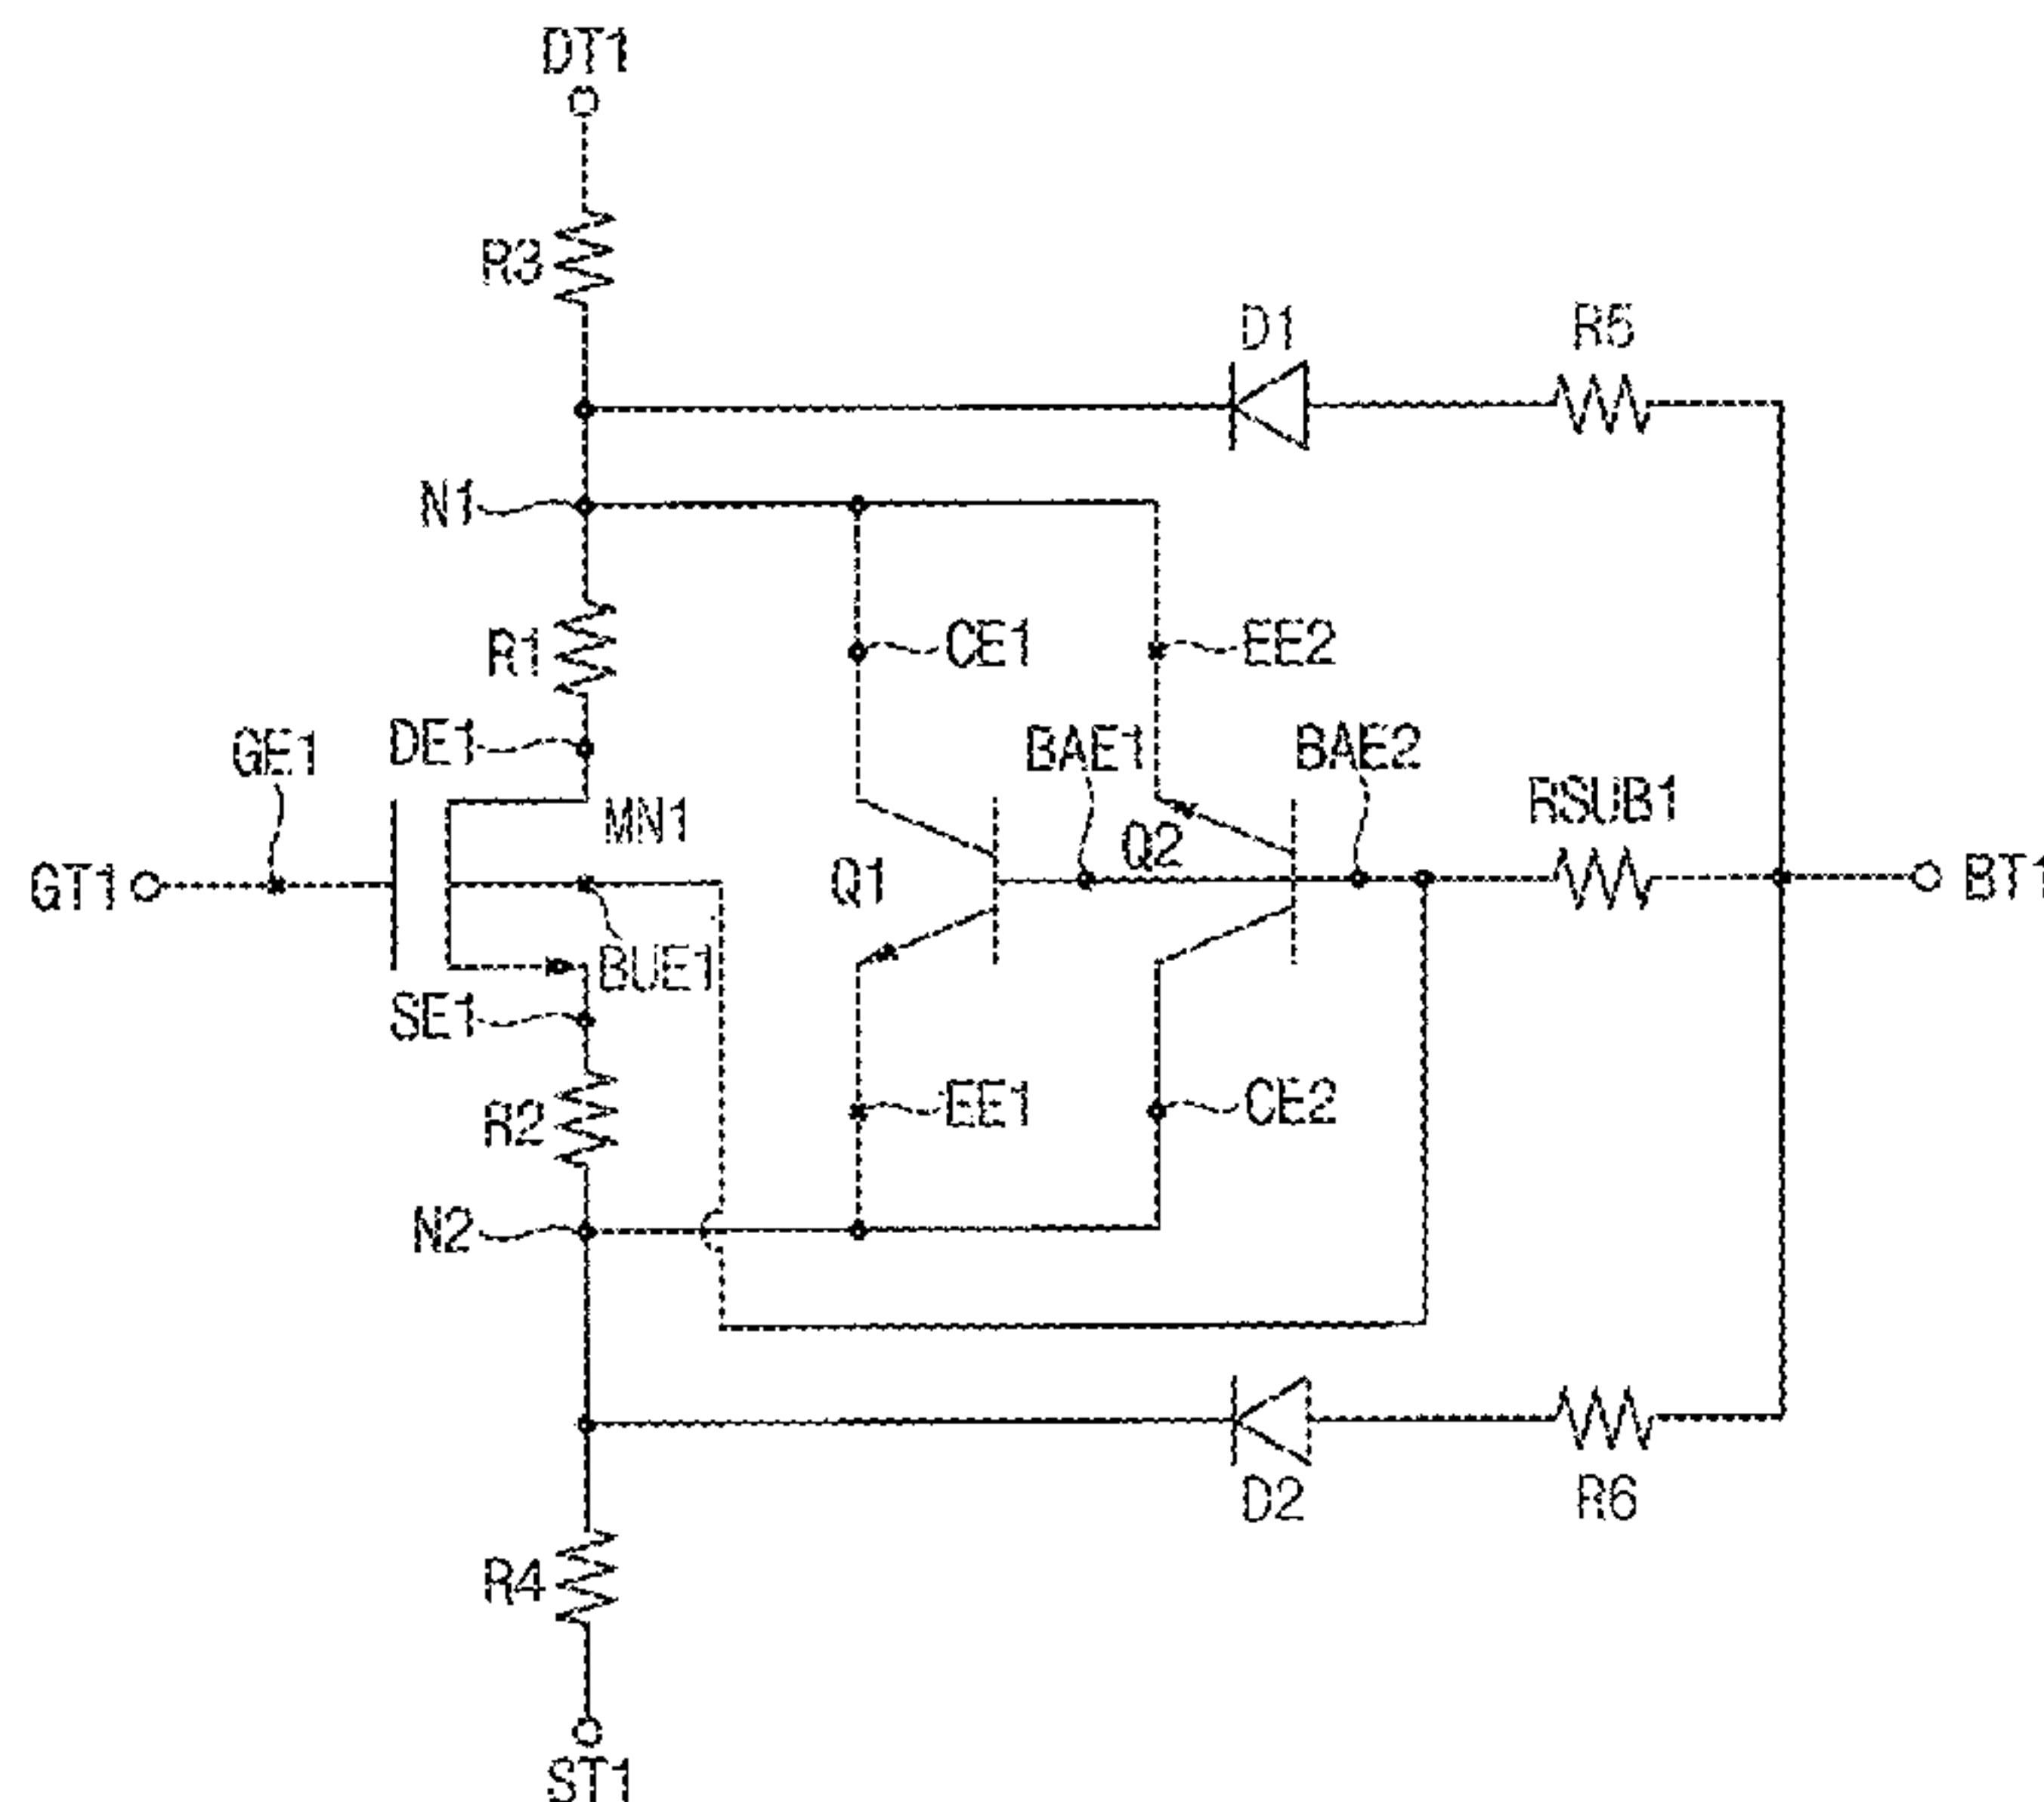 DT1
R3
D1
R5
N1
R1
CE1
EE2
GE1
DE1
BAE1
BAE2
MN1
RSUB1
Q2
Q1
GT1
BT1
BUE1
SE1
R2
EE1
CE2
N2
D2
R6
R4
ST1